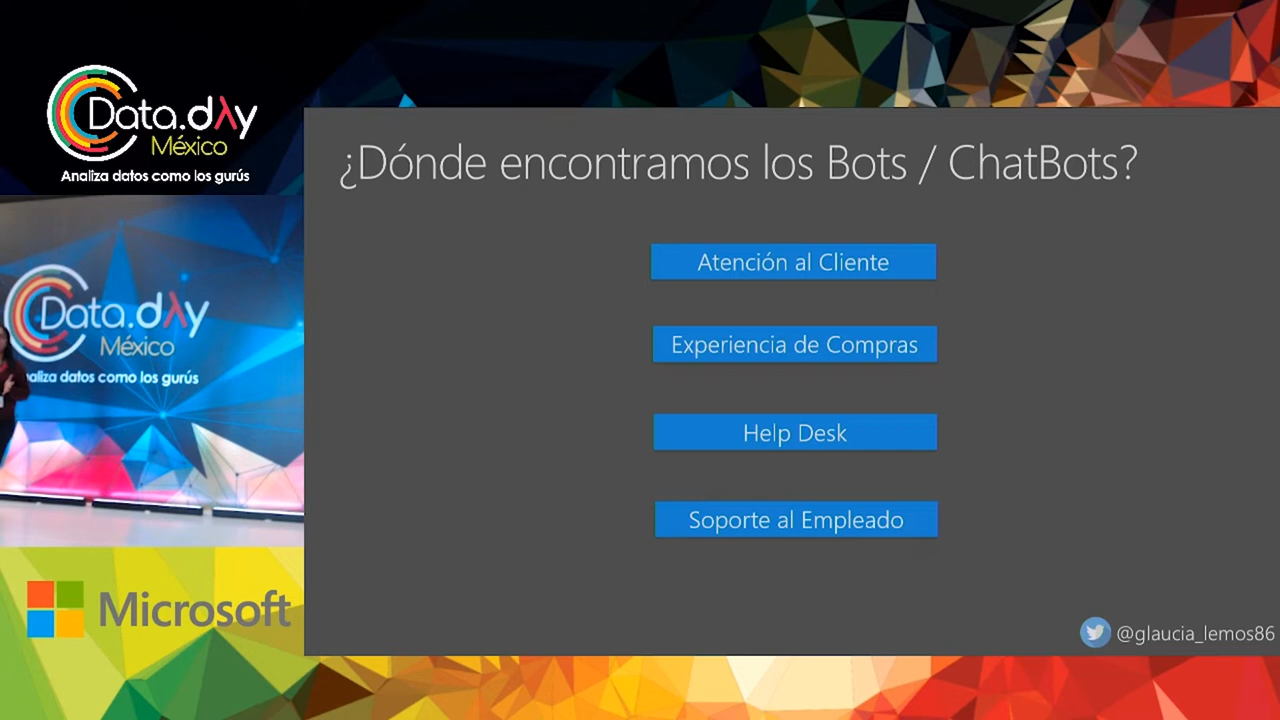 Data.dλy
México
Analiza datos como los gurús
¿Dónde encontramos los Bots / ChatBots?
Atención al Cliente
Experiencia de Compras
Help Desk
Soporte al Empleado
@glaucia_lemos86
Data.dλy
México
naliza datos como los gurús
Microsoft